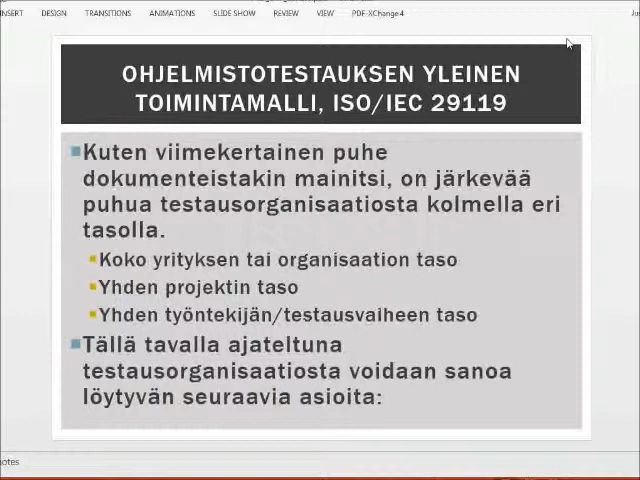 INSERT DESIGN TRANSITIONS ANIMATIONS SLIDE SHOW REVIEW VIEW PDF-XChange 4
OHJELMISTOTESTAUKSEN YLEINEN
TOIMINTAMALLI, ISO/IEC 29119
Kuten viimekertainen puhe
dokumenteistakin mainitsi, on järkevää
puhua testausorganisaatiosta kolmella eri
tasolla.
Koko yrityksen tai organisaation taso
Yhden projektin taso
Yhden työntekijän/testausvaiheen taso
Tällä tavalla ajateltuna
testausorganisaatiosta voidaan sanoa
löytyvän seuraavia asioita: